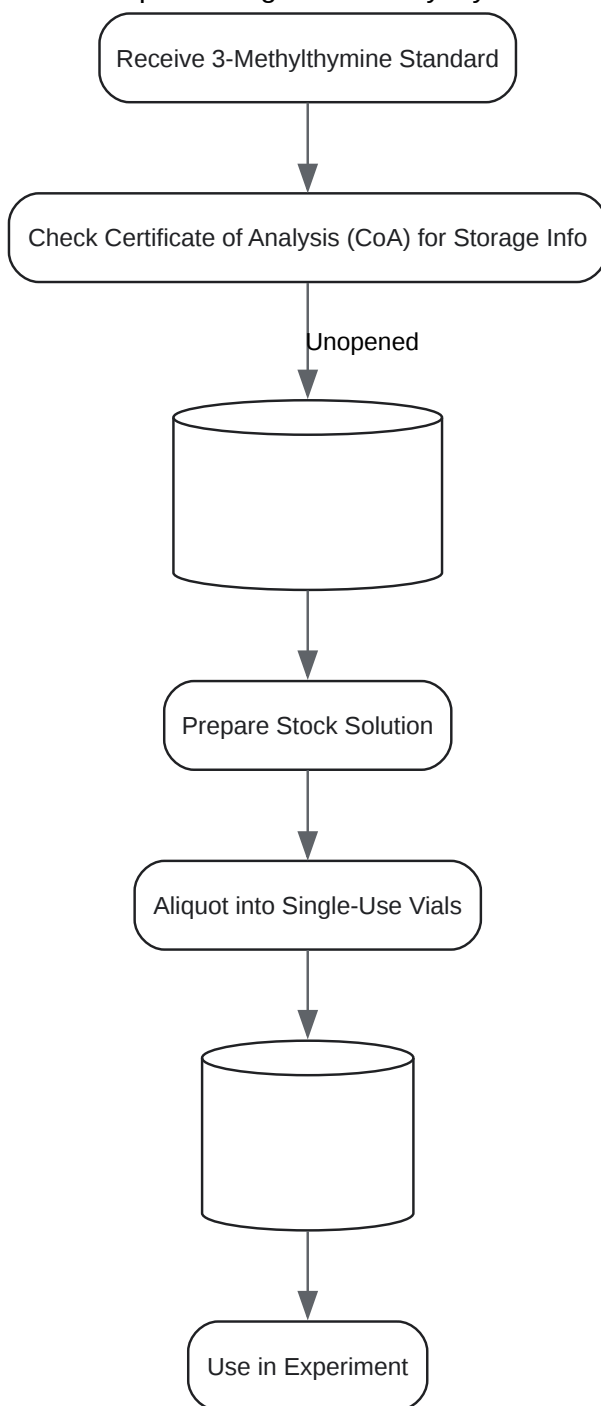 Receive 3-Methylthymine Standard
Check Certificate of Analysis (CoA) for Storage Info
Unopened
Prepare Stock Solution
Aliquot into Single-Use Vials
Use in Experiment